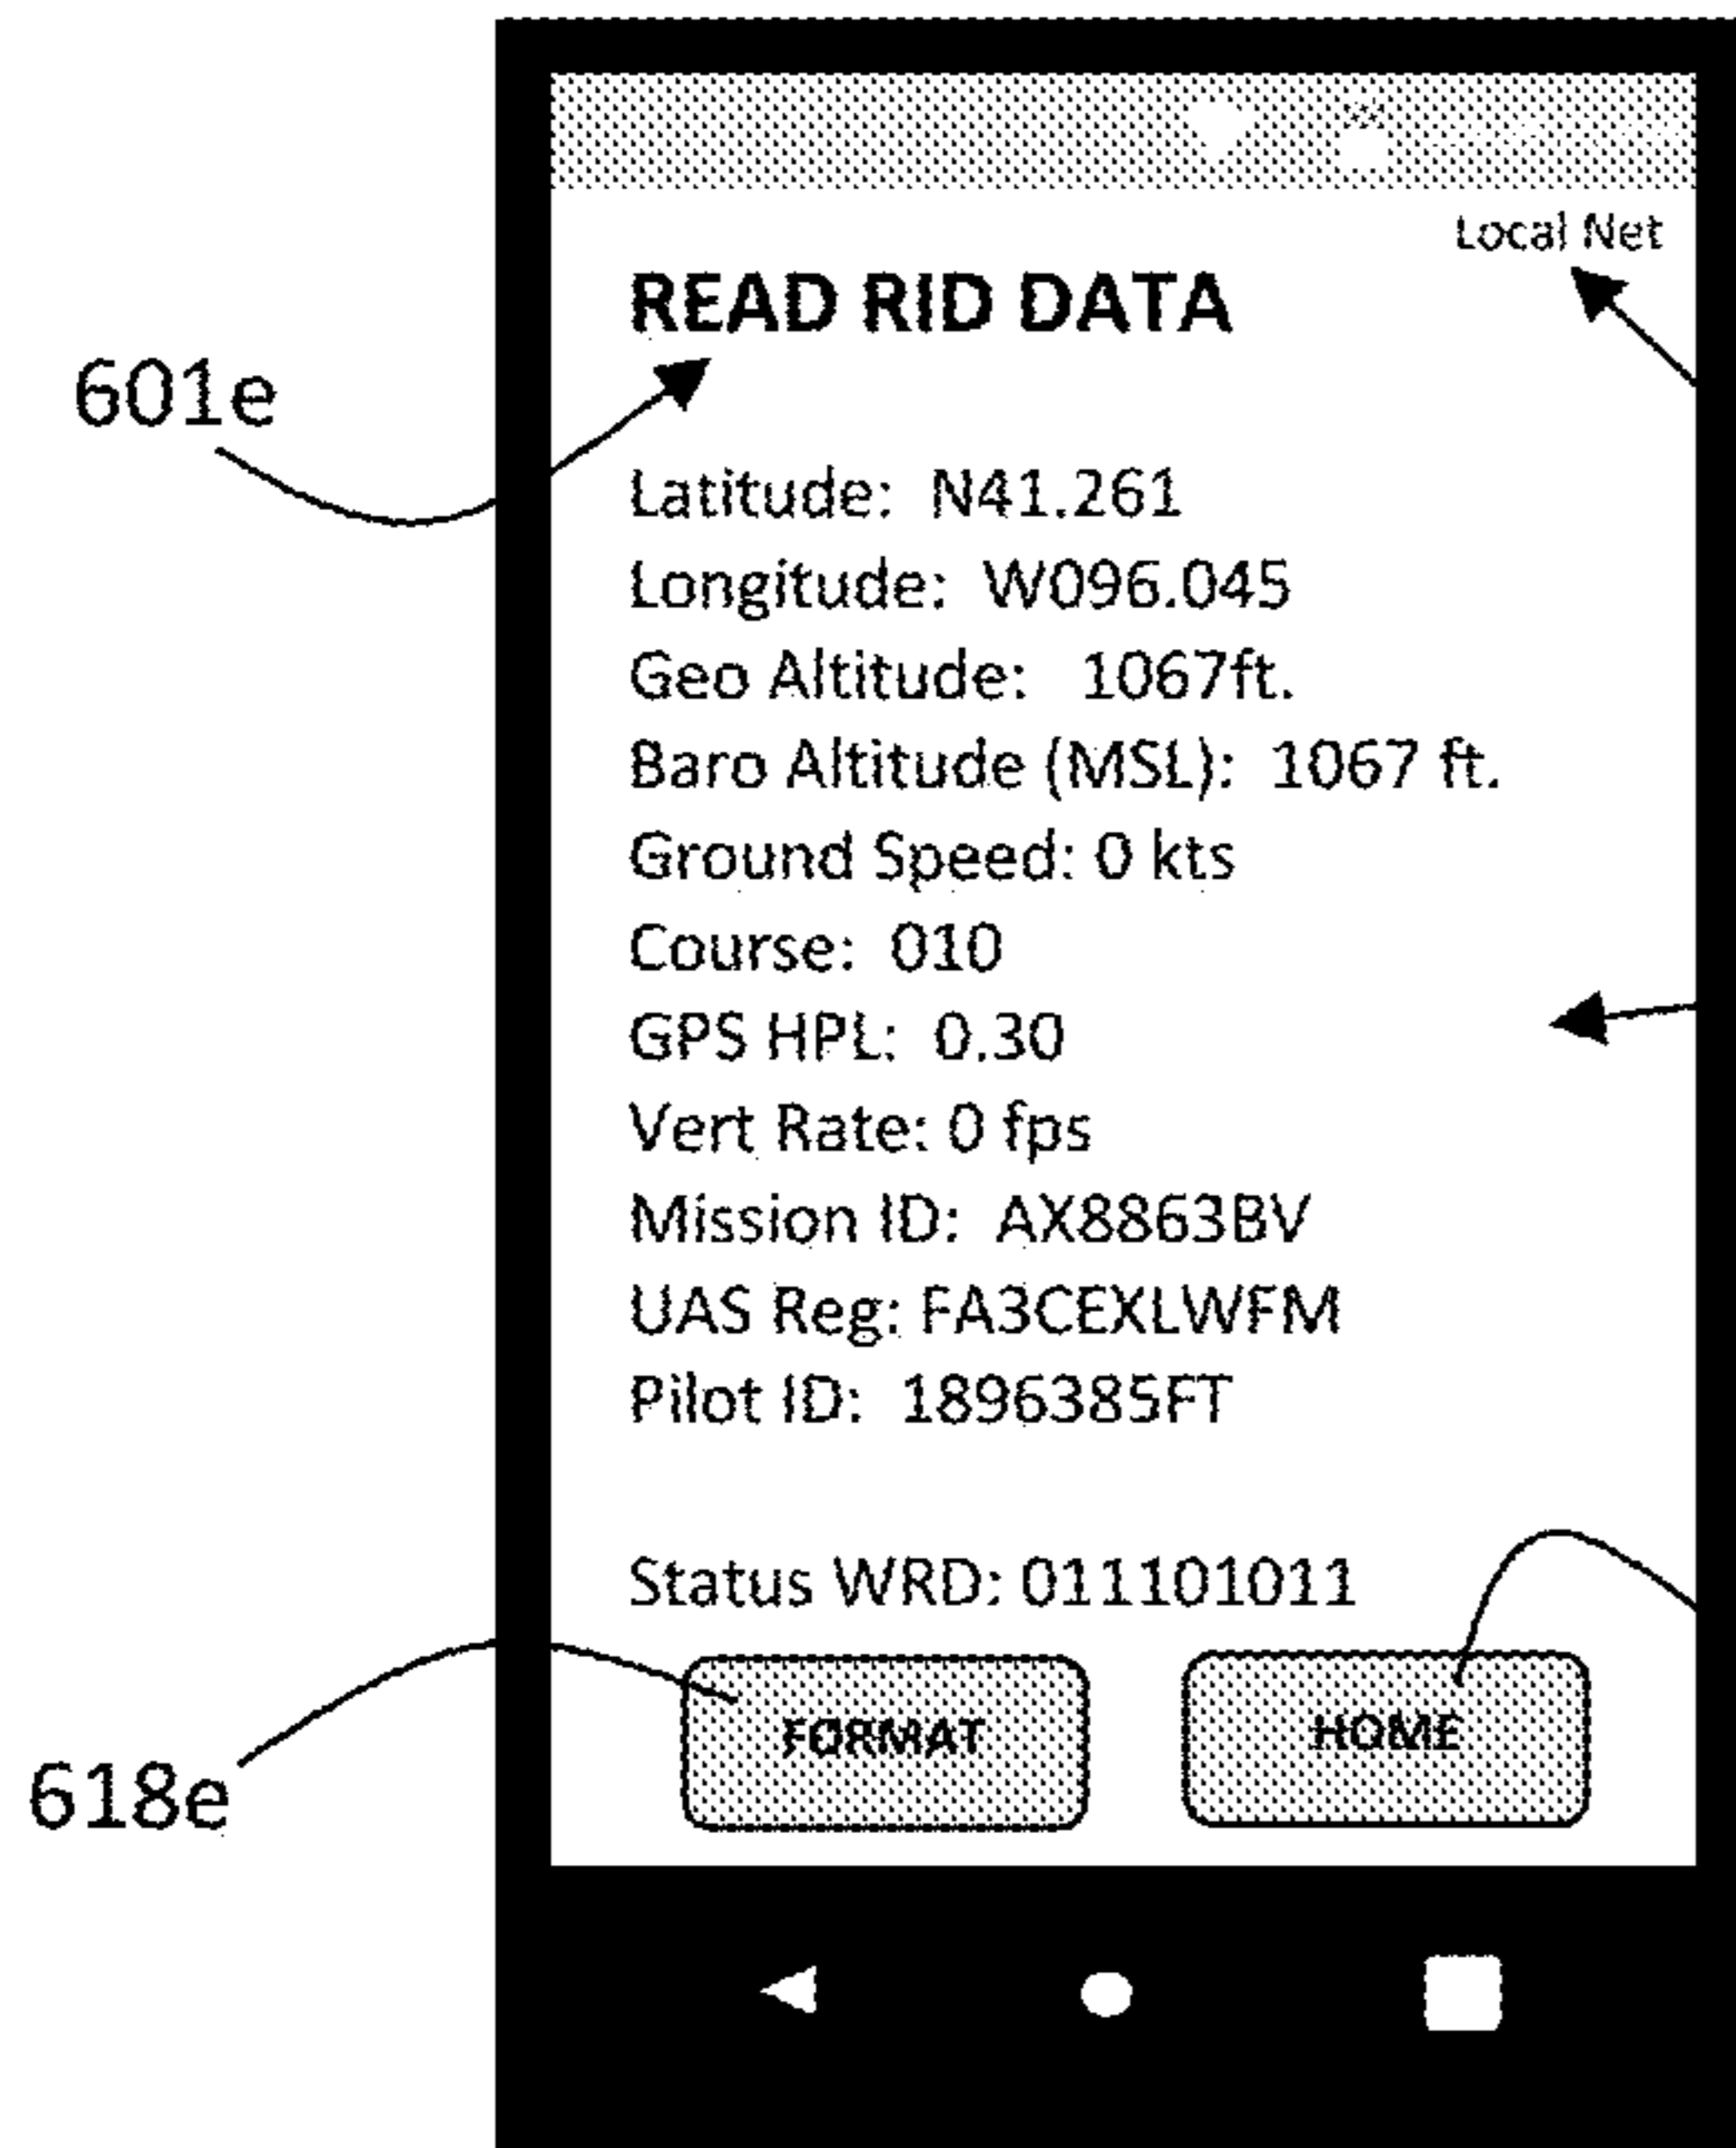 Local Net
READ RID DATA
601e
Latitude: N41.261
Longitude: W096.045
Geo Altitude: 1067ft.
Baro Altitude (MSL): 1067 ft.
Ground Speed: 0 kts
Course: 010
GPS HPL: 0.30
Vert Rate: 0 fps
Mission ID: AX8863BV
UAS Reg: FA3CEXLWFM
Pilot ID: 1896385FT
Status WRD: 011101011
FORMAT HOME
618e